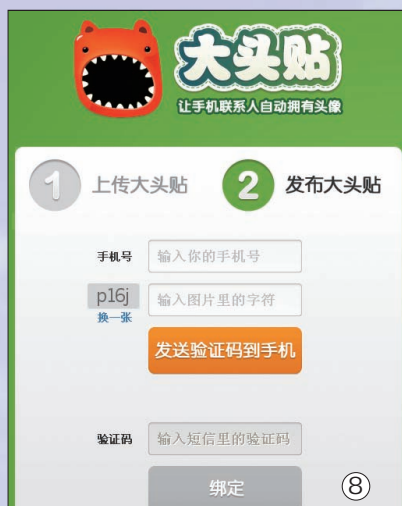 大头贴
让手机联系人自动拥有头像
1 上传大头贴 2 发布大头贴
手机号 输入你的手机号
p16j 输入图片里的字符
换一张
发送验证码到手机
验证码 输入短信里的验证码
绑定
⑧